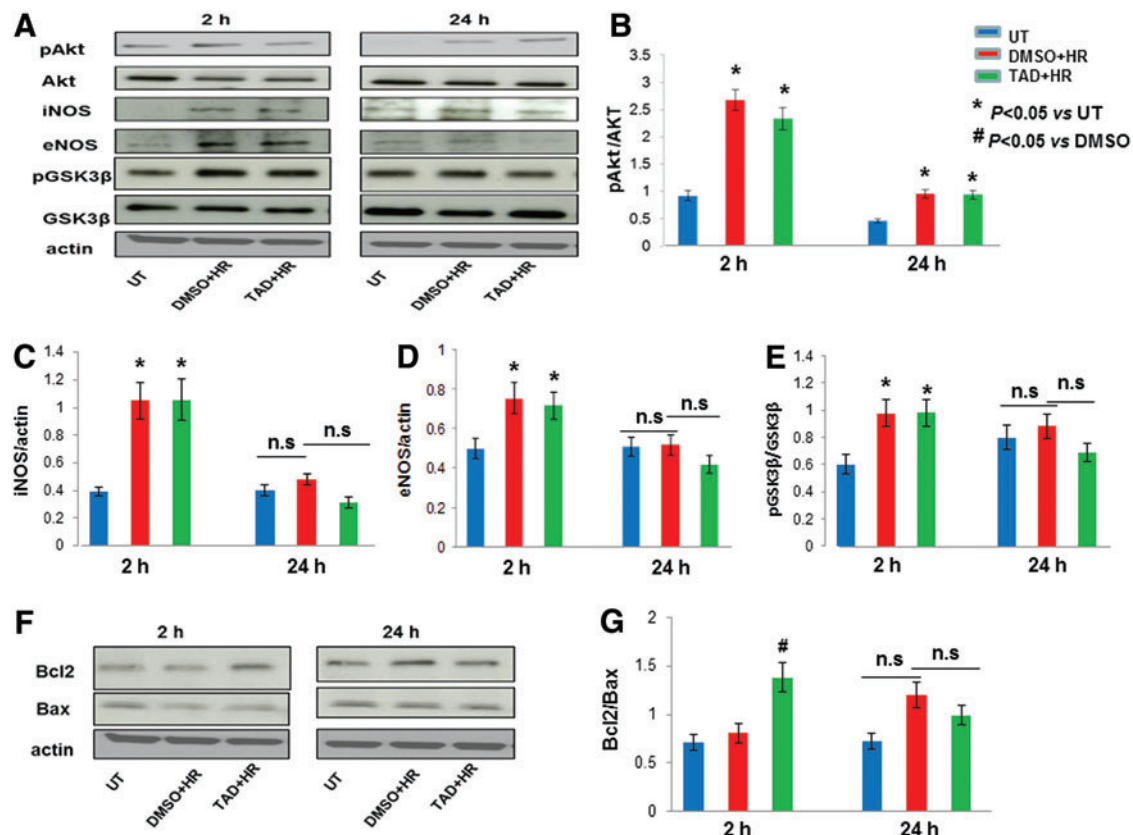 A
2 h
24 h
pAkt
Akt
iNOS
eNOS
pGSK3β
GSK3β
actin
UT
DMSO+HR
TAD+HR
UT
DMSO+HR
TAD+HR
B
pAkt/AKT
3.5
3
2.5
2
1.5
1
0.5
0
*
*
*
*
2 h
24 h
UT
DMSO+HR
TAD+HR
* P<0.05 vs UT
# P<0.05 vs DMSO
C
iNOS/actin
1.4
1.2
1
0.8
0.6
0.4
0.2
0
*
*
n.s
n.s
2 h
24 h
D
eNOS/actin
1
0.8
0.6
0.4
0.2
0
*
*
n.s
n.s
2 h
24 h
E
pGSK3β/GSK3β
1.4
1.2
1
0.8
0.6
0.4
0.2
0
*
*
n.s
n.s
2 h
24 h
F
2 h
24 h
Bcl2
Bax
actin
UT
DMSO+HR
TAD+HR
UT
DMSO+HR
TAD+HR
G
Bcl2/Bax
2
1.5
1
0.5
0
#
n.s
n.s
2 h
24 h